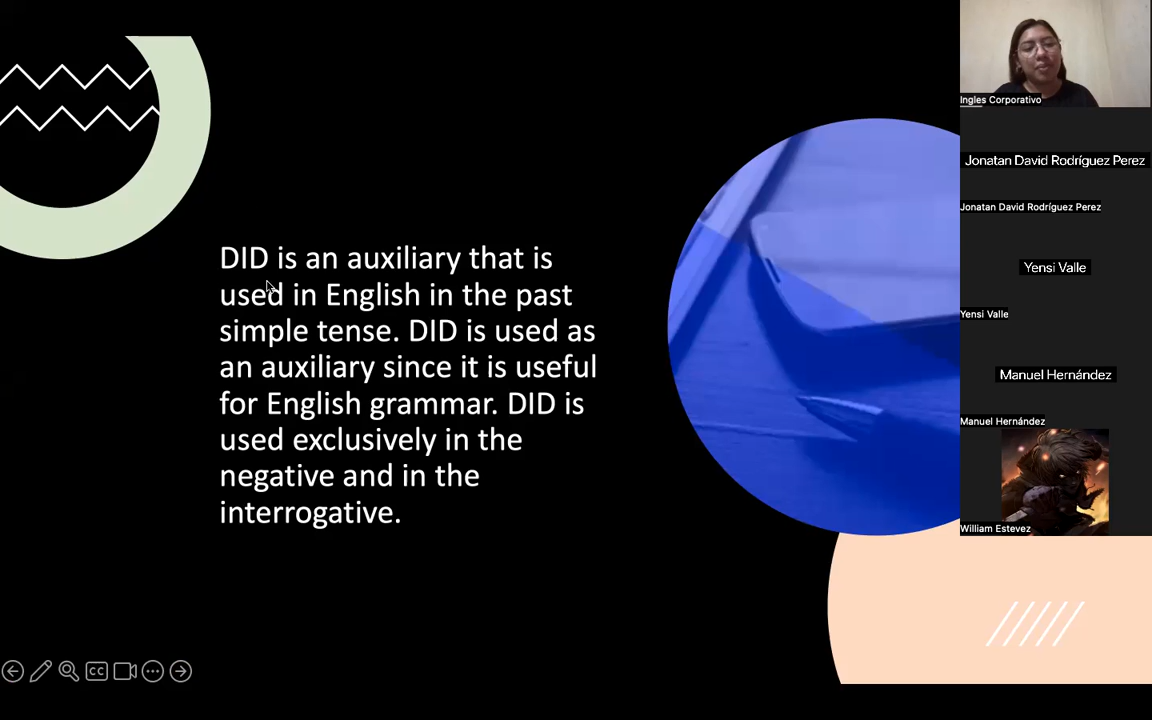 DID is an auxiliary that is
used in English in the past
simple tense. DID is used as
an auxiliary since it is useful
for English grammar. DID is
used exclusively in the
negative and in the
interrogative.
CC
Ingles Corporativo
Jonatan David Rodríguez Perez
Jonatan David Rodríguez Perez
Yensi Valle
Yensi Valle
Manuel Hernández
Manuel Hernández
William Estevez